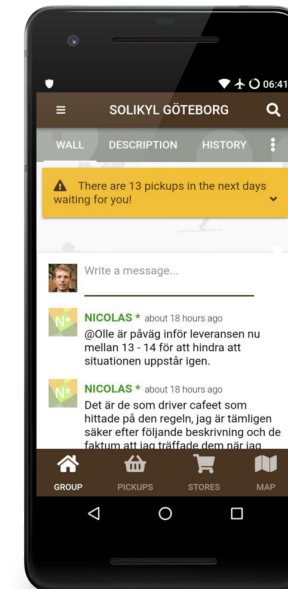 06:41
SOLIKYL GÖTEBORG
WALL DESCRIPTION HISTORY
There are 13 pickups in the next days
waiting for you!
Write a message...
N*
NICOLAS * about 18 hours ago
@Olle är påväg inför leveransen nu
mellan 13 - 14 för att hindra att
situationen uppstår igen.
N*
NICOLAS * about 18 hours ago
Det är de som driver cafeet som
hittade på den regeln, jag är tämligen
säker efter följande beskrivning och de
faktum att jag träffade dem när jag
GROUP PICKUPS STORES MAP